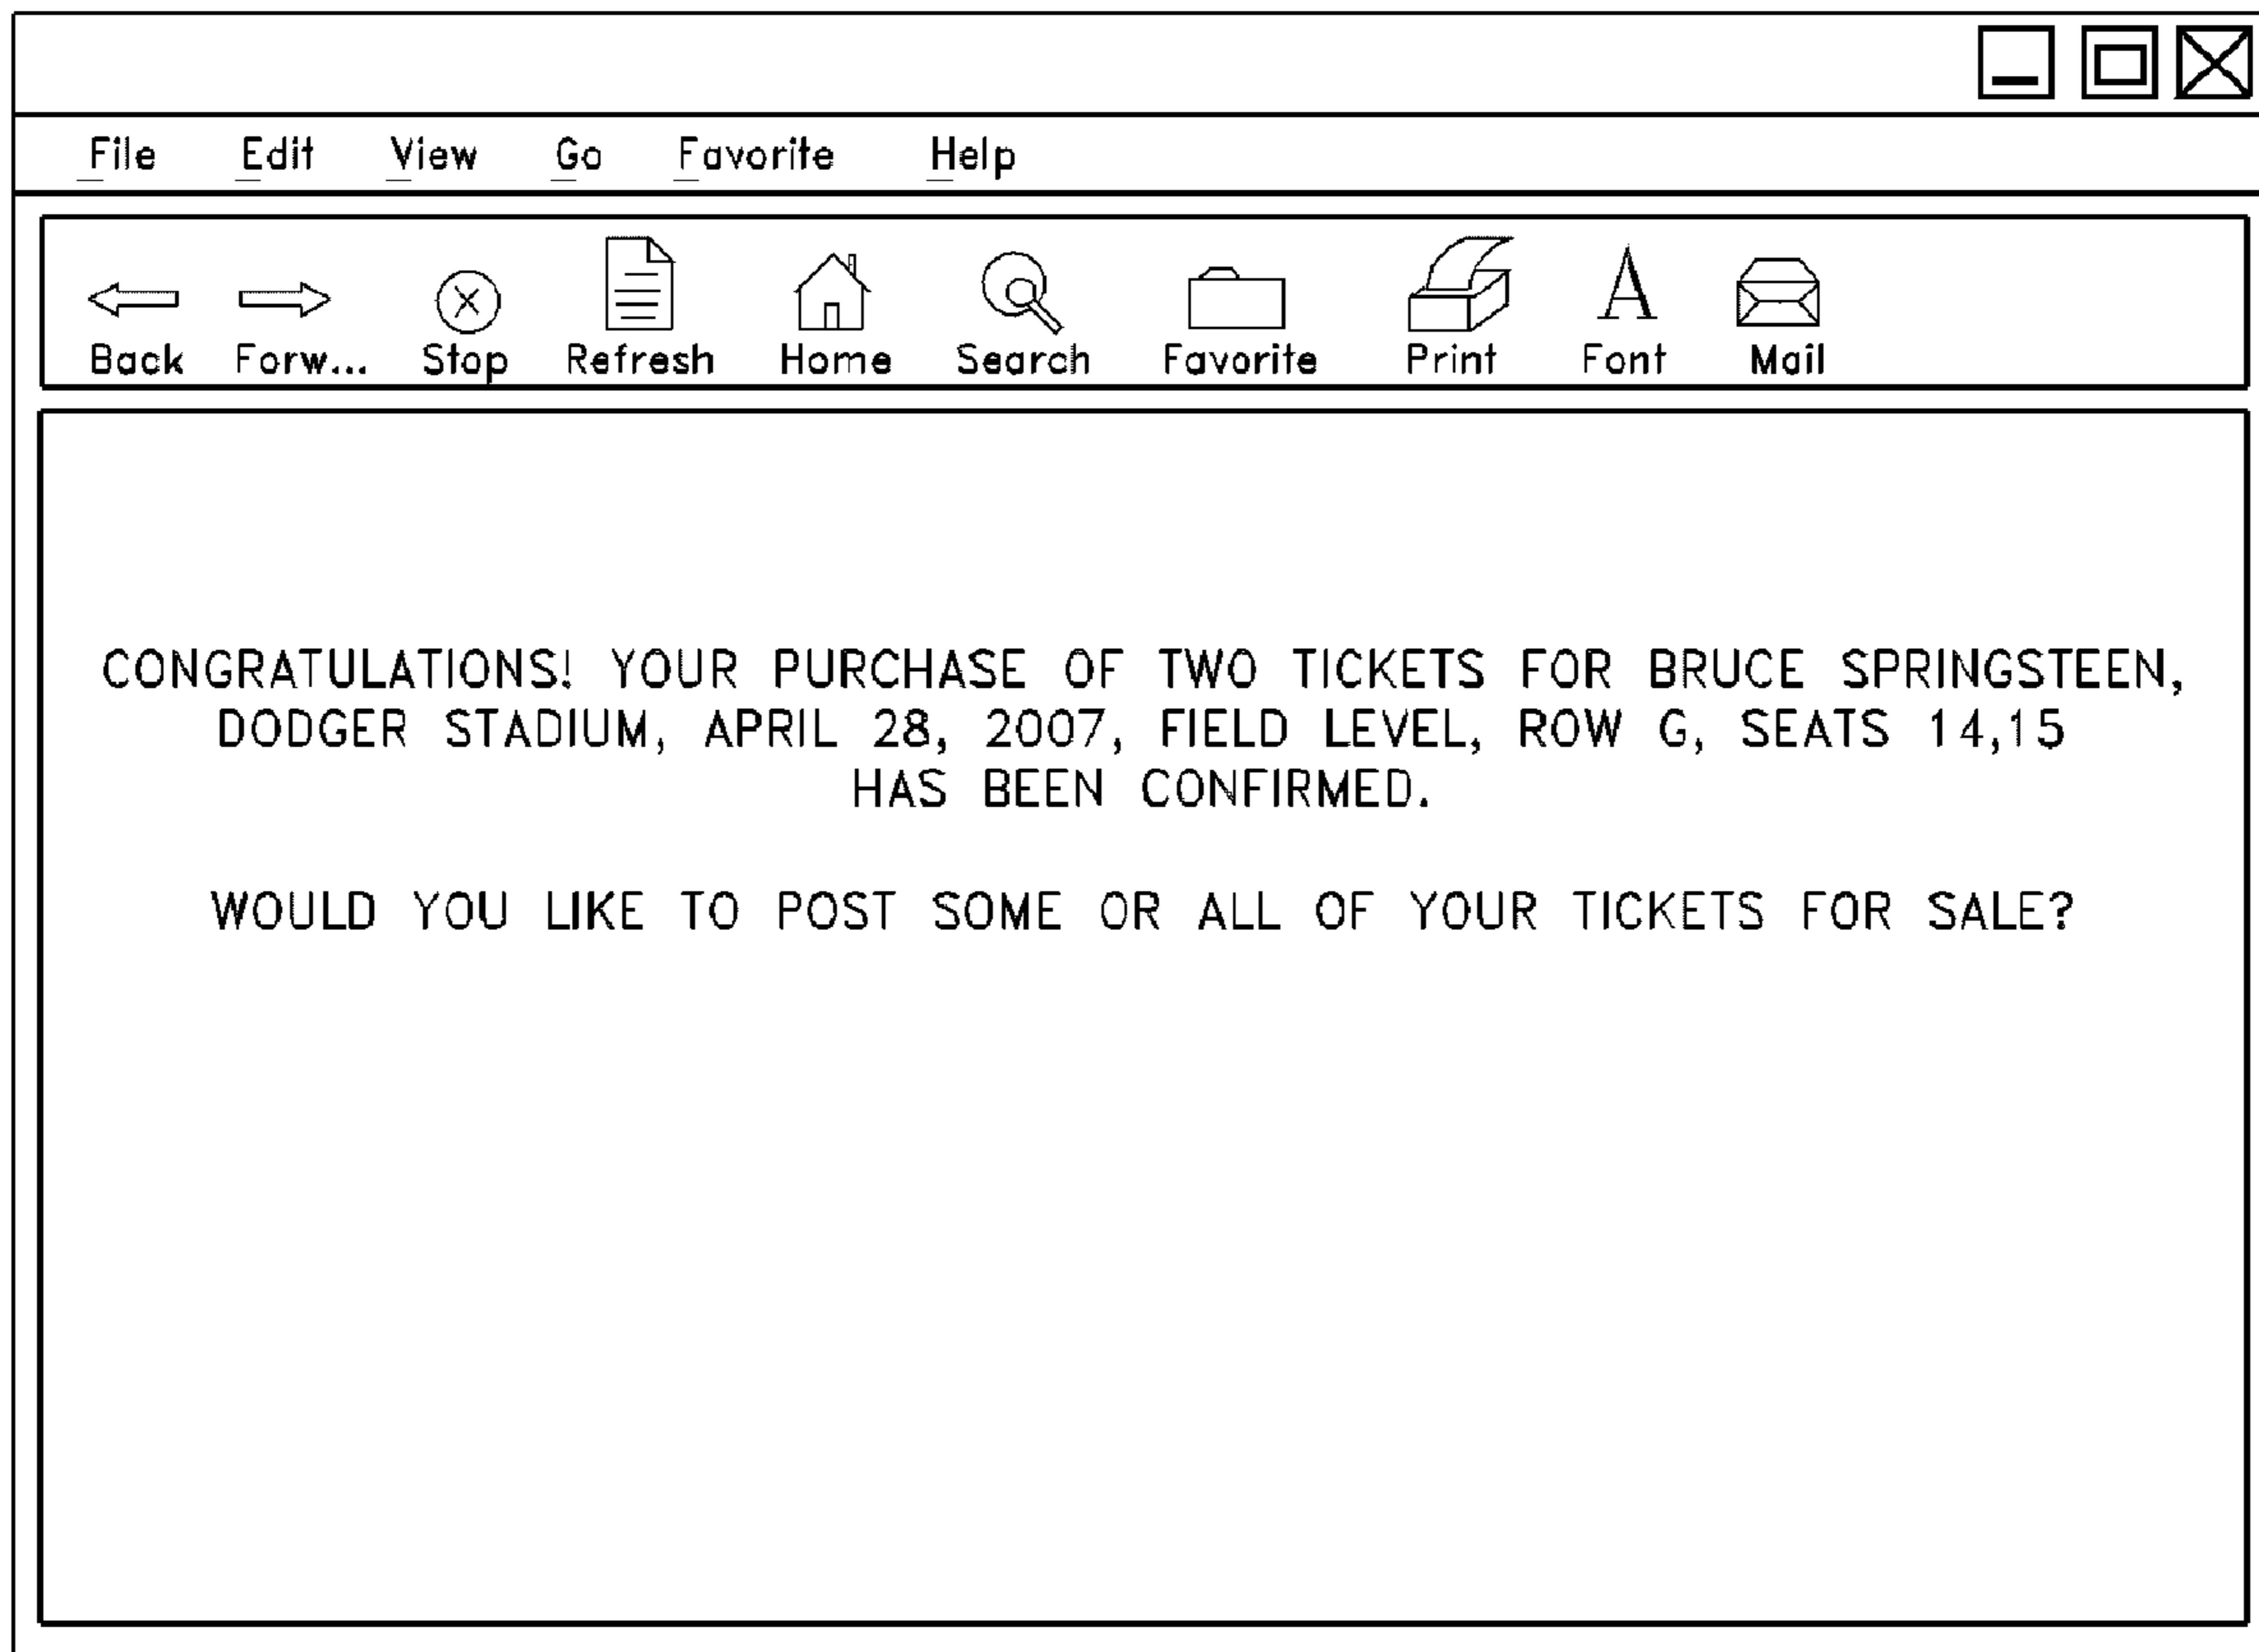 File Edit View Go Favorite Help
Back Forw... Stop Refresh Home Search Favorite Print Font Mail
CONGRATULATIONS! YOUR PURCHASE OF TWO TICKETS FOR BRUCE SPRINGSTEEN,
DODGER STADIUM, APRIL 28, 2007, FIELD LEVEL, ROW G, SEATS 14,15
HAS BEEN CONFIRMED.
WOULD YOU LIKE TO POST SOME OR ALL OF YOUR TICKETS FOR SALE?